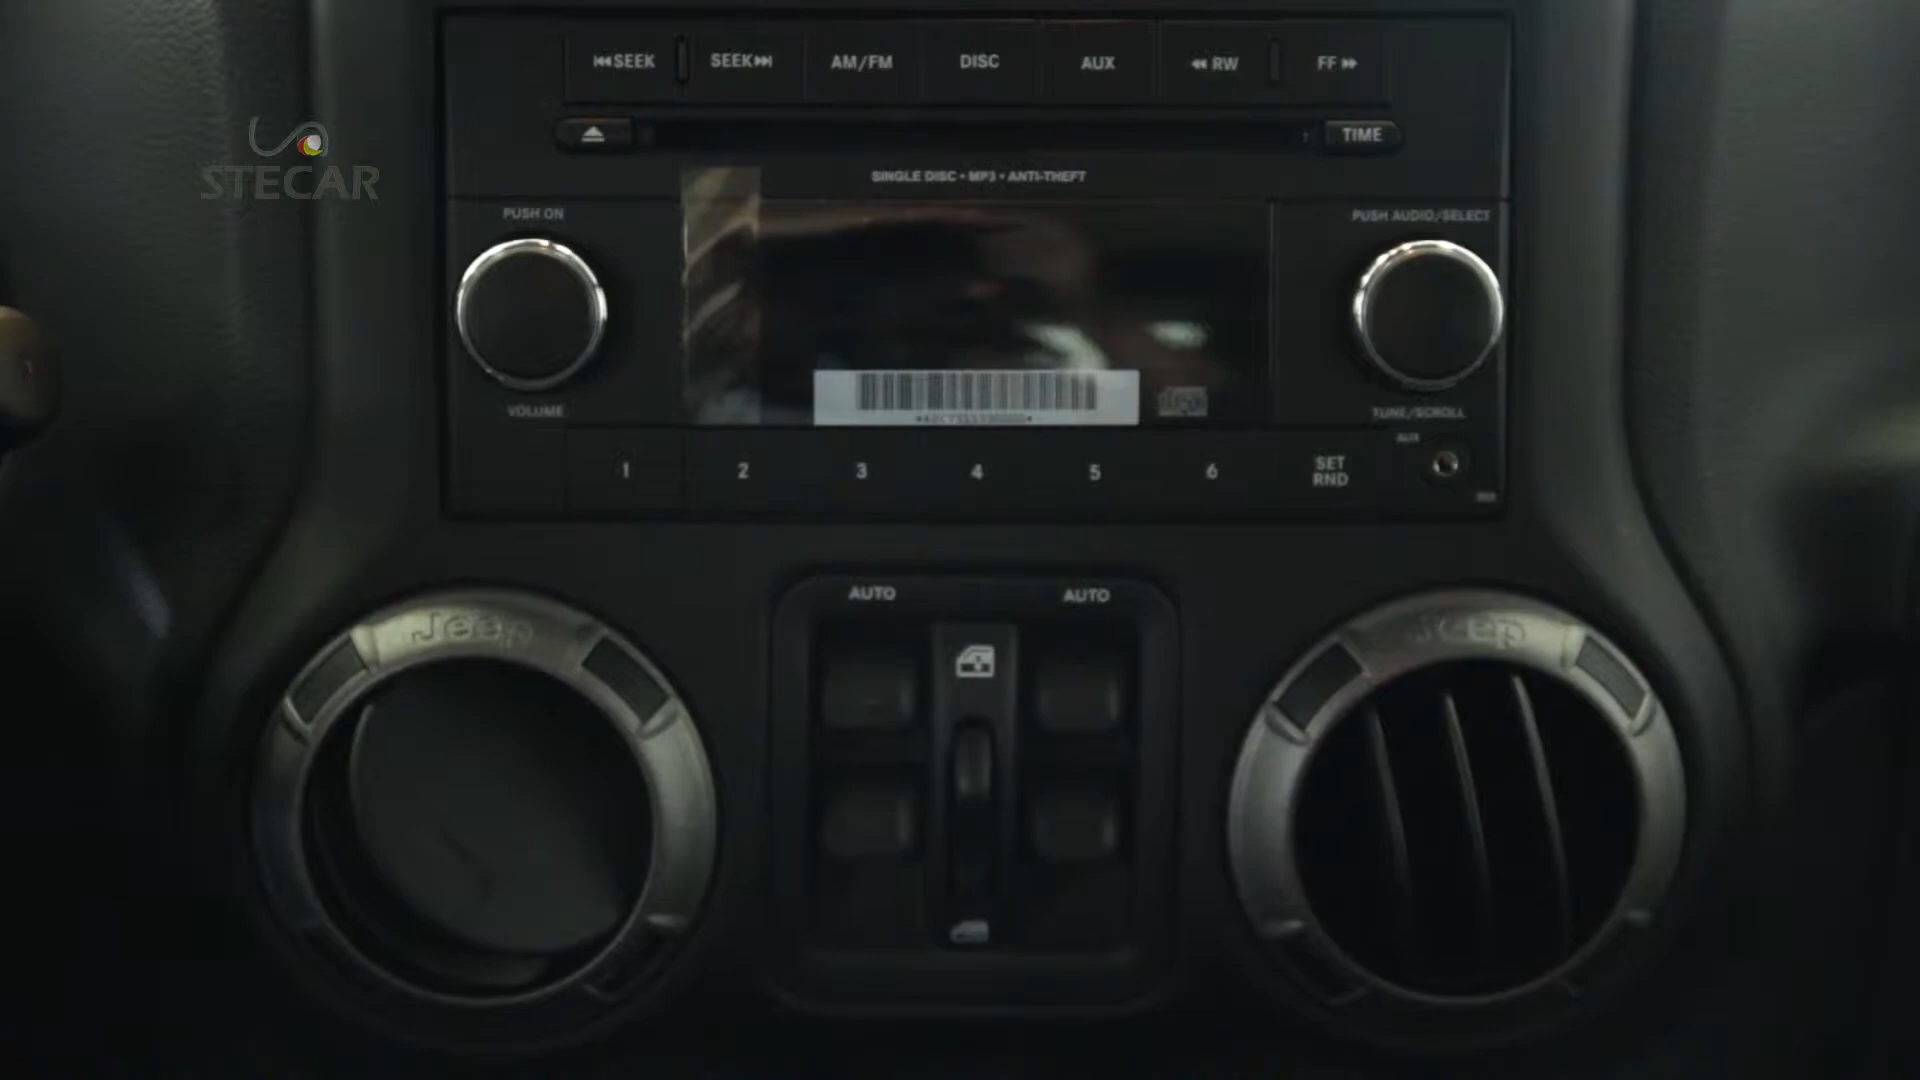 SEEK
SEEK
AM/FM
DISC
AUX
RW
FF
TIME
STECAR
SINGLE DISC • MP3 • ANTI-THEFT
PUSH ON
PUSH AUDIO/SELECT
VOLUME
TUNE/SCROLL
AUX
1
2
3
4
5
6
SET
RND
AUTO
AUTO
Jeep
Jeep